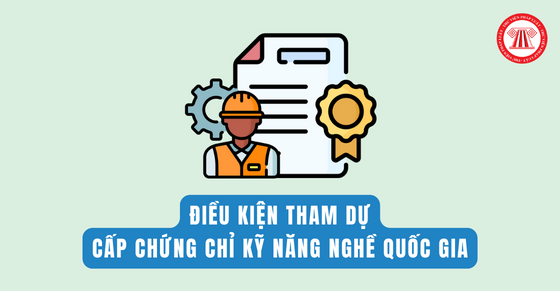 ĐIỀU KIỆN THAM DỰ
CẤP CHỨNG CHỈ KỸ NĂNG NGHỀ QUỐC GIA